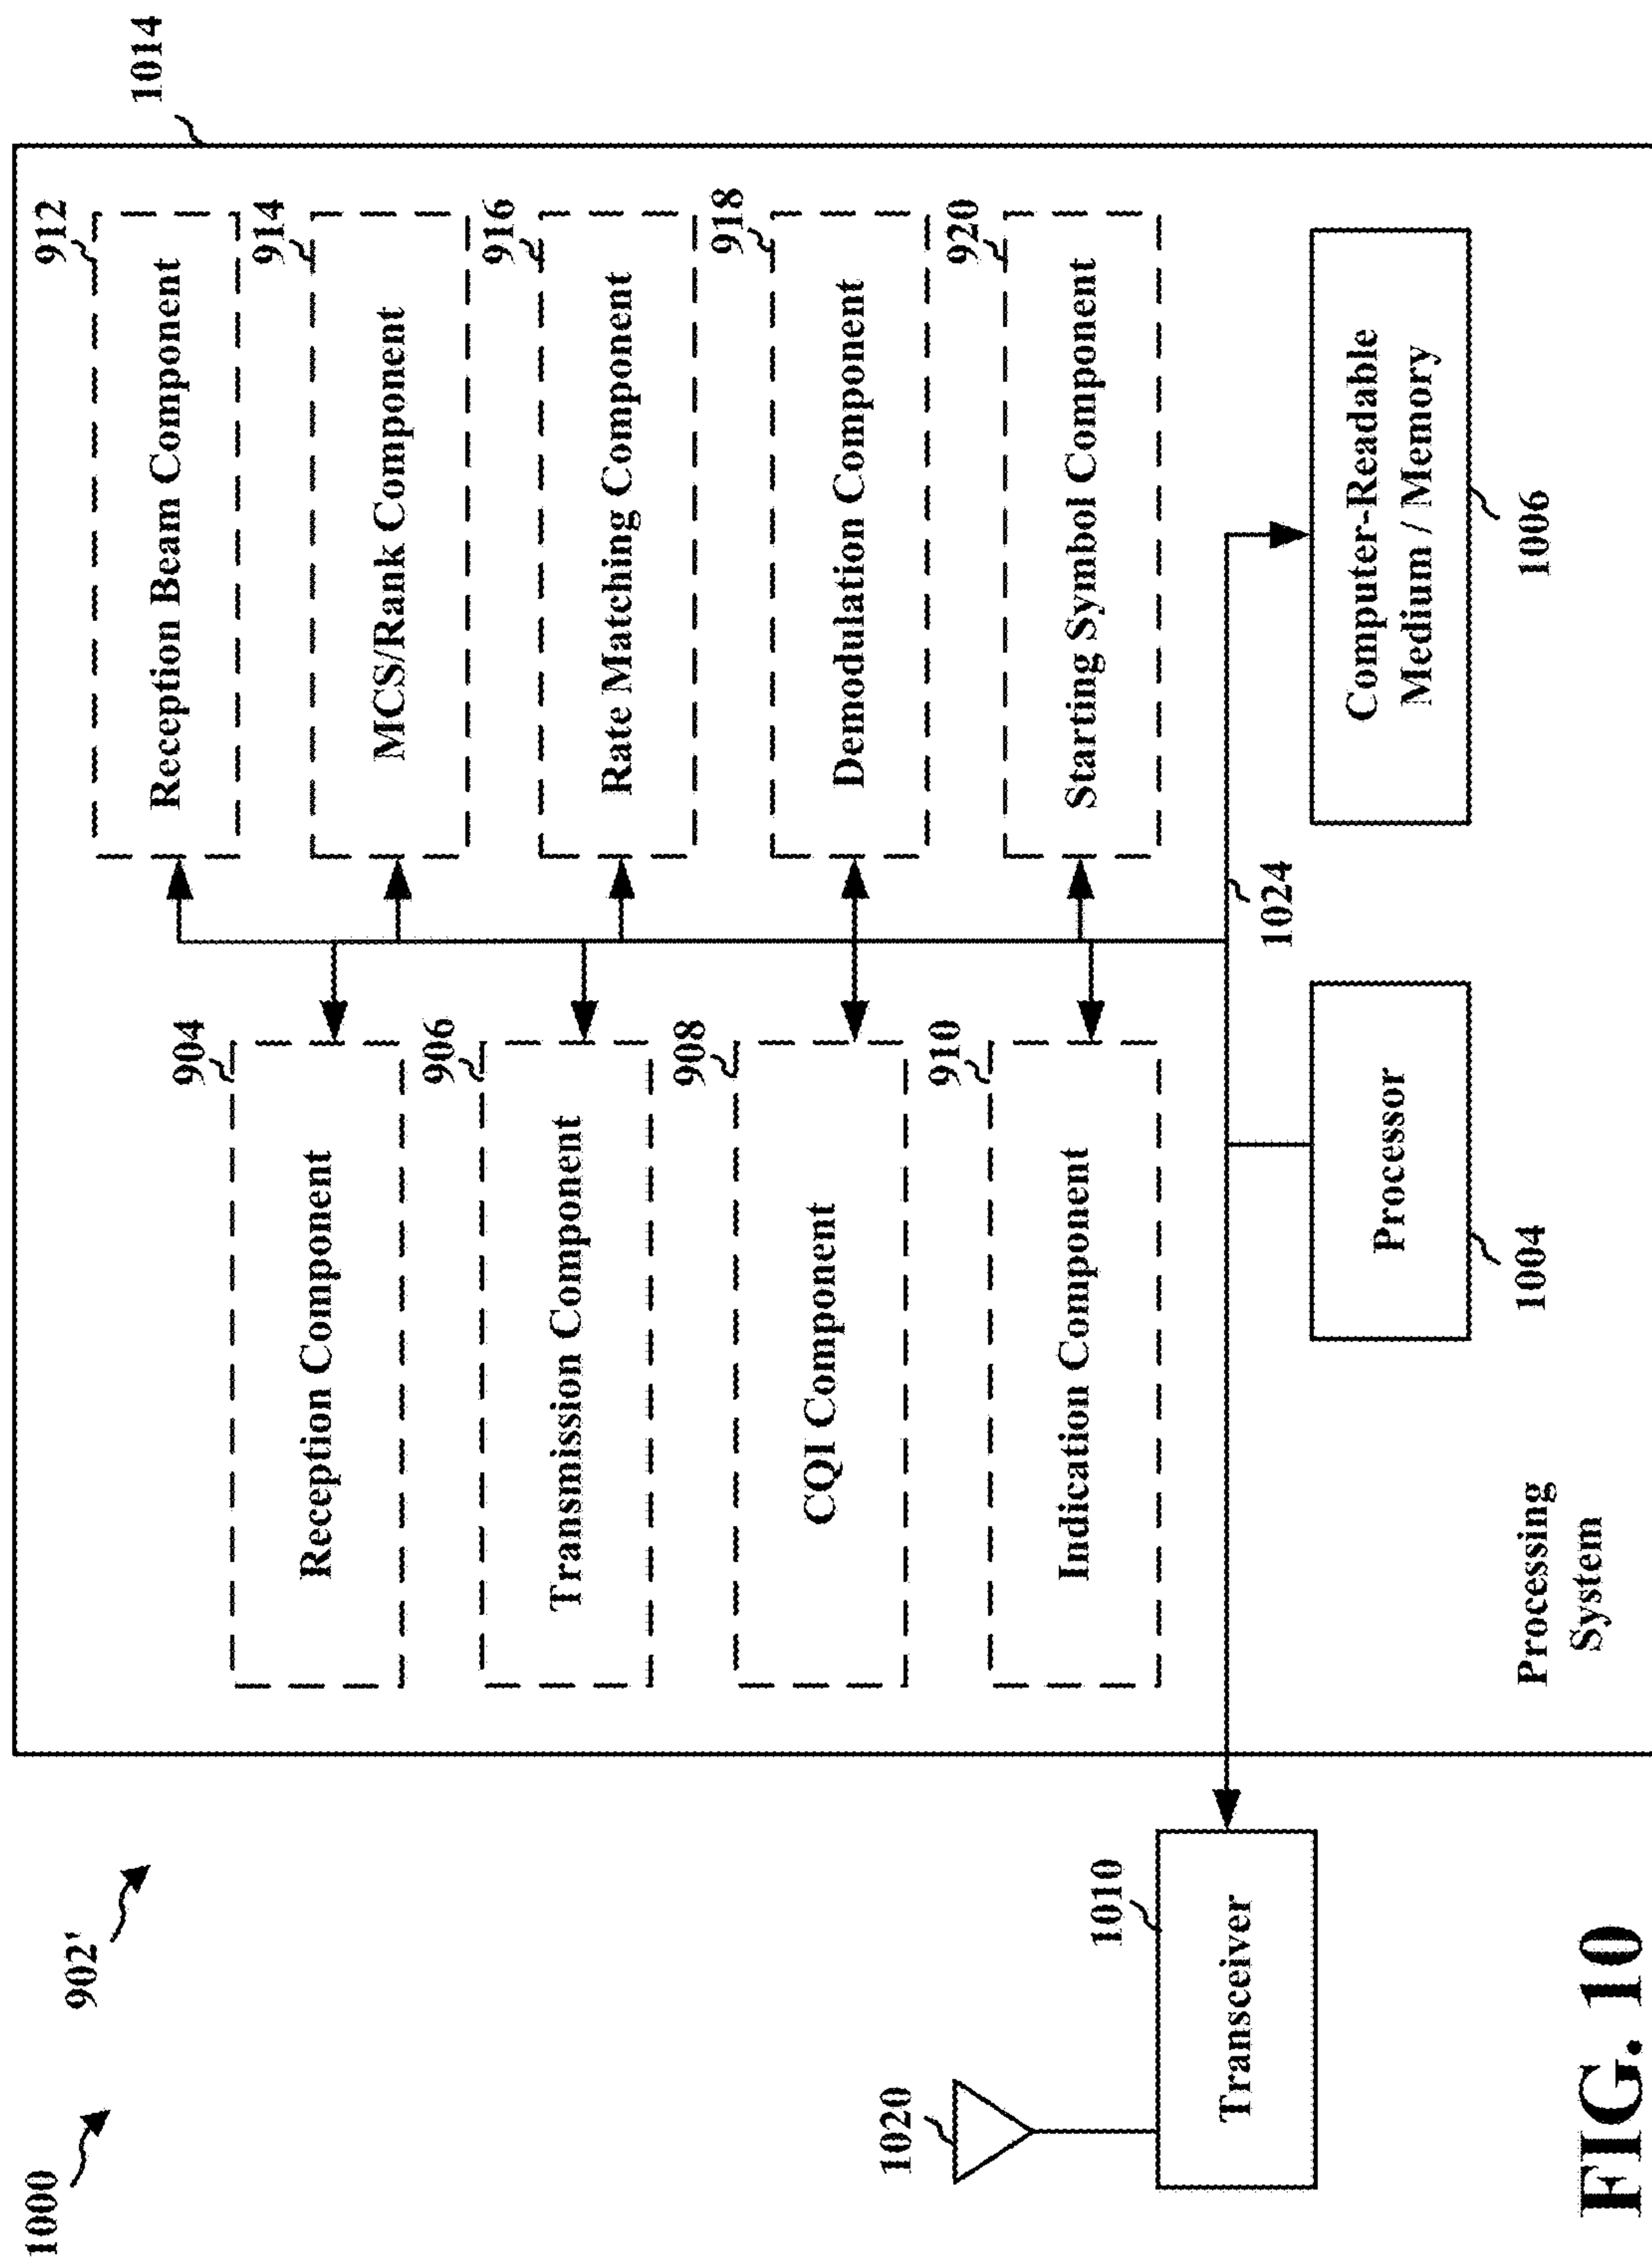 1000
902'
1014
904
Reception Component
906
Transmission Component
908
CQI Component
910
Indication Component
912
Reception Beam Component
914
MCS/Rank Component
916
Rate Matching Component
918
Demodulation Component
920
Starting Symbol Component
1020
1010
Transceiver
1024
Processor
1004
Computer-Readable
Medium / Memory
1006
Processing
System
FIG. 10